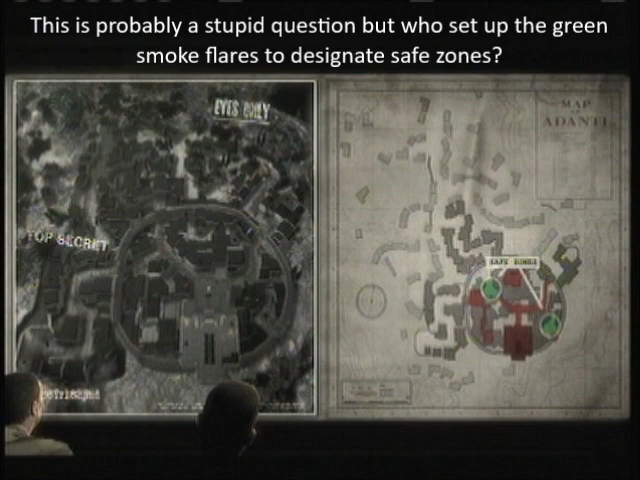 This is probably a stupid question but who set up the green
smoke flares to designate safe zones?
EYES ONLY
TOP SECRET
MAP
ADANTI
SAFE ZONES